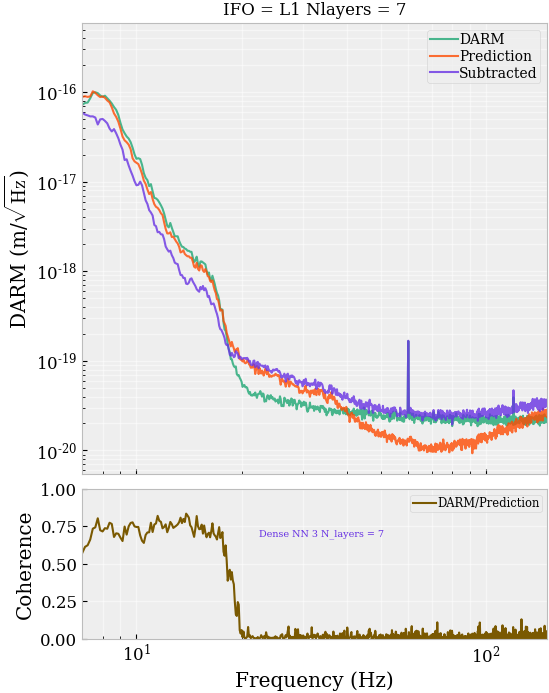 IFO = L1 Nlayers = 7
DARM
Prediction
Subtracted
10^-16
10^-17
10^-18
10^-19
10^-20
DARM (m/√Hz)
DARM/Prediction
Dense NN 3 N_layers = 7
1.00
0.75
0.50
0.25
0.00
Coherence
10^1
10^2
Frequency (Hz)